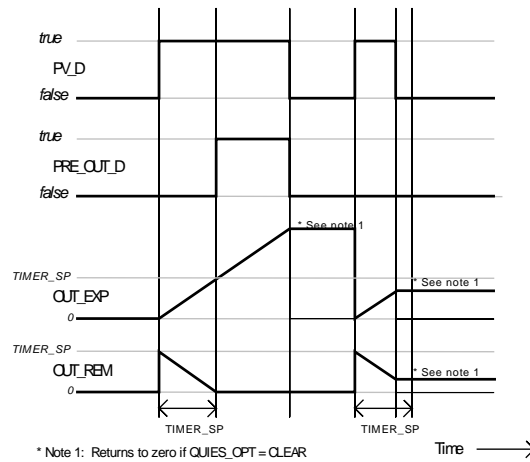 true
PV_D
false
true
PRE_OUT_D
false
* See note 1
TIMER_SP
* See note 1
OUT_EXP
0
TIMER_SP
OUT_REM
* See note 1
0
TIMER_SP
TIMER_SP
* Note 1: Returns to zero if QUIES_OPT = CLEAR
Time